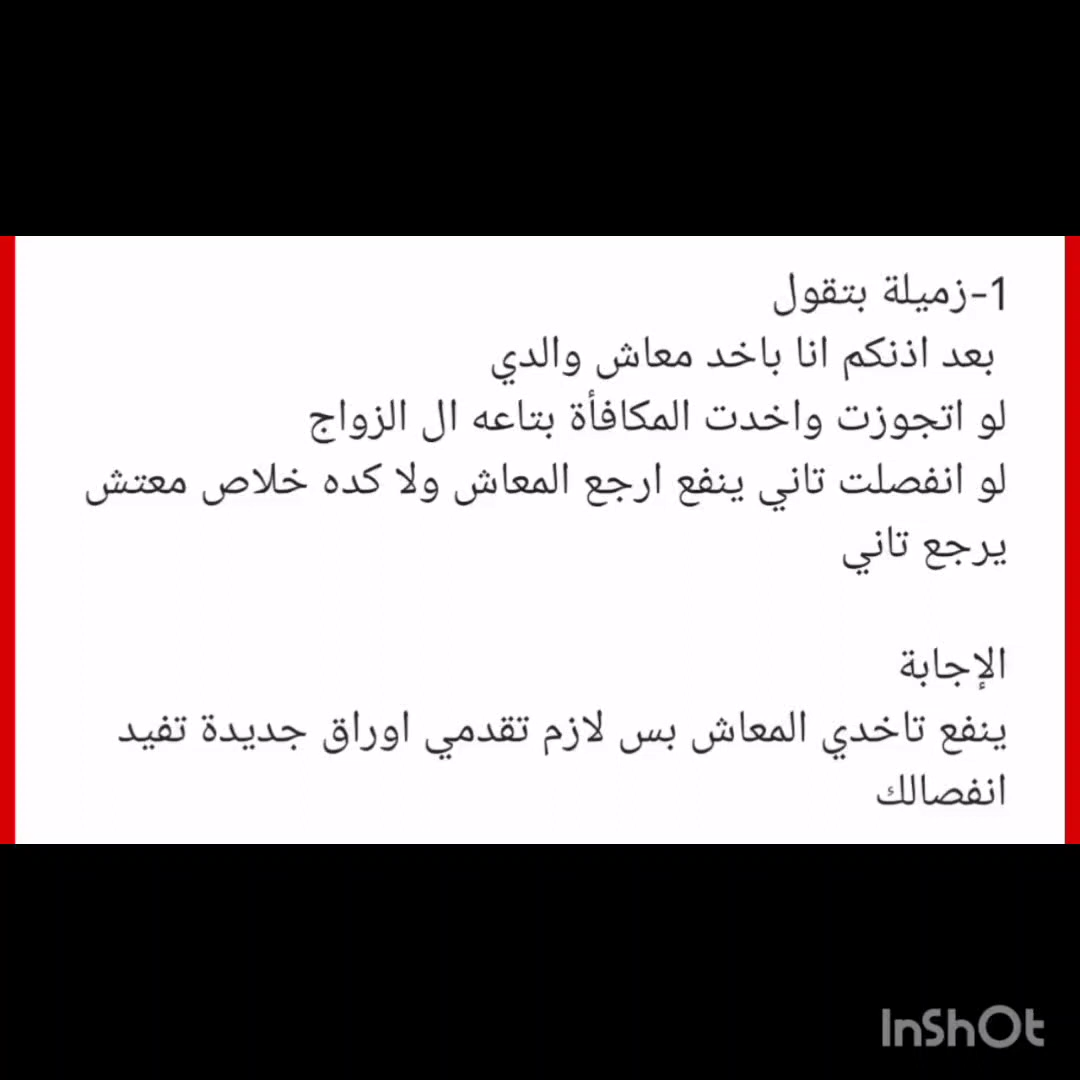 1-زميلة بتقول
بعد اذنكم انا باخد معاش والدي
لو اتجوزت واخدت المكافأة بتاعه ال الزواج
لو انفصلت تاني ينفع ارجع المعاش ولا كده خلاص معتش
يرجع تاني
الإجابة
ينفع تاخدي المعاش بس لازم تقدمي اوراق جديدة تفيد
انفصالك
InShOt